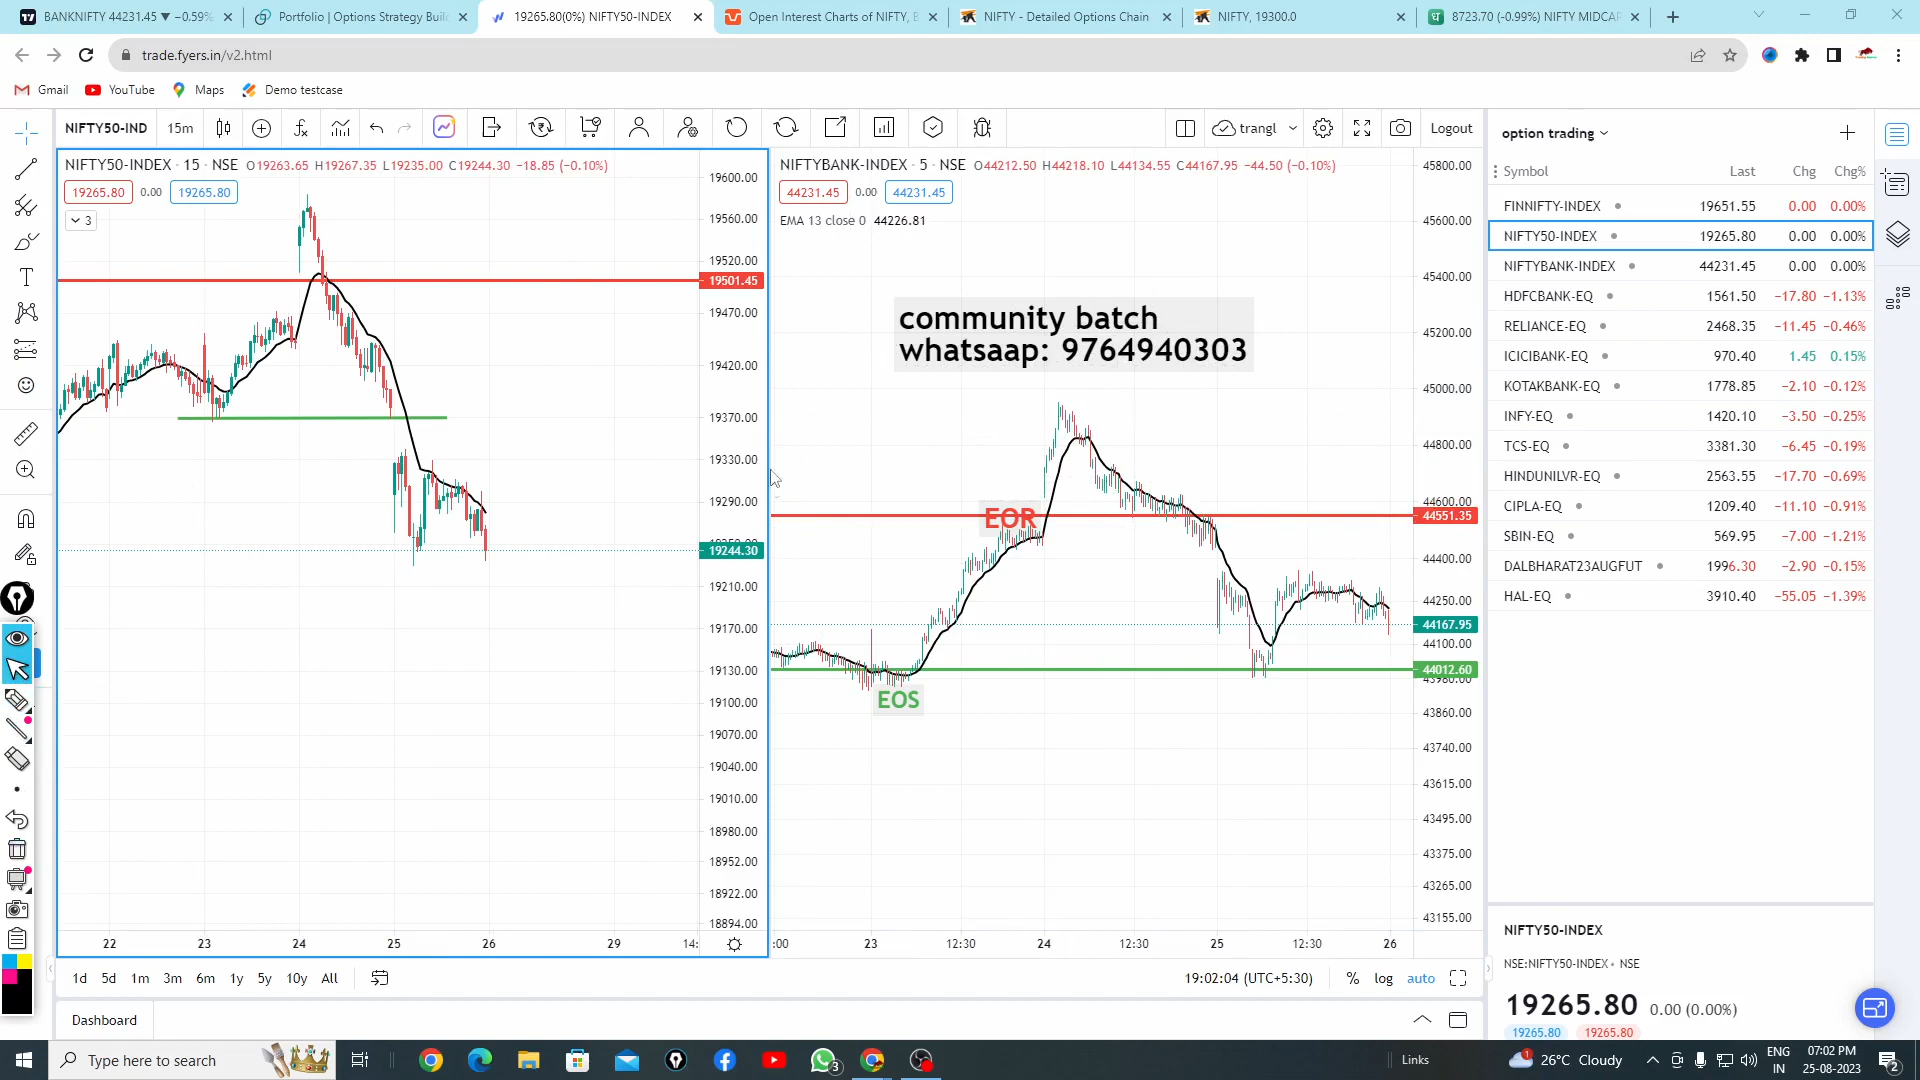 BANKNIFTY 44231.45 ▼ −0.59%
Portfolio | Options Strategy Buil
19265.80(0%) NIFTY50-INDEX
Open Interest Charts of NIFTY, B
NIFTY - Detailed Options Chain
NIFTY, 19300.0
8723.70 (-0.99%) NIFTY MIDCAP
trade.fyers.in/v2.html
Gmail
YouTube
Maps
Demo testcase
NIFTY50-IND
15m
trangl
Logout
option trading
NIFTY50-INDEX · 15 · NSE O19263.65 H19267.35 L19235.00 C19244.30 −18.85 (−0.10%)
19265.80 0.00 19265.80
3
19600.00
19560.00
19520.00
19501.45
19470.00
19420.00
19370.00
19330.00
19290.00
19244.30
19210.00
19170.00
19130.00
19100.00
19070.00
19040.00
19010.00
18980.00
18952.00
18922.00
18894.00
22 23 24 25 26 29 14:
NIFTYBANK-INDEX · 5 · NSE O44212.50 H44218.10 L44134.55 C44167.95 −44.50 (−0.10%)
44231.45 0.00 44231.45
EMA 13 close 0 44226.81
community batch
whatsaap: 9764940303
EOR
EOS
45800.00
45600.00
45400.00
45200.00
45000.00
44800.00
44600.00
44551.35
44400.00
44250.00
44167.95
44100.00
44012.60
43980.00
43860.00
43740.00
43615.00
43495.00
43375.00
43265.00
43155.00
:00 23 12:30 24 12:30 25 12:30 26
Symbol Last Chg Chg%
FINNIFTY-INDEX 19651.55 0.00 0.00%
NIFTY50-INDEX 19265.80 0.00 0.00%
NIFTYBANK-INDEX 44231.45 0.00 0.00%
HDFCBANK-EQ 1561.50 −17.80 −1.13%
RELIANCE-EQ 2468.35 −11.45 −0.46%
ICICIBANK-EQ 970.40 1.45 0.15%
KOTAKBANK-EQ 1778.85 −2.10 −0.12%
INFY-EQ 1420.10 −3.50 −0.25%
TCS-EQ 3381.30 −6.45 −0.19%
HINDUNILVR-EQ 2563.55 −17.70 −0.69%
CIPLA-EQ 1209.40 −11.10 −0.91%
SBIN-EQ 569.95 −7.00 −1.21%
DALBHARAT23AUGFUT 1996.30 −2.90 −0.15%
HAL-EQ 3910.40 −55.05 −1.39%
NIFTY50-INDEX
NSE:NIFTY50-INDEX • NSE
19265.80 0.00 (0.00%)
19265.80 19265.80
1d 5d 1m 3m 6m 1y 5y 10y All
19:02:04 (UTC+5:30) % log auto
Dashboard
Type here to search
3
Links
1
26°C Cloudy
ENG
IN
07:02 PM
25-08-2023
2